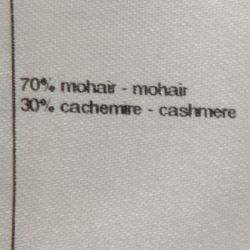 70% mohair - mohair
30% cachemire - cashmere